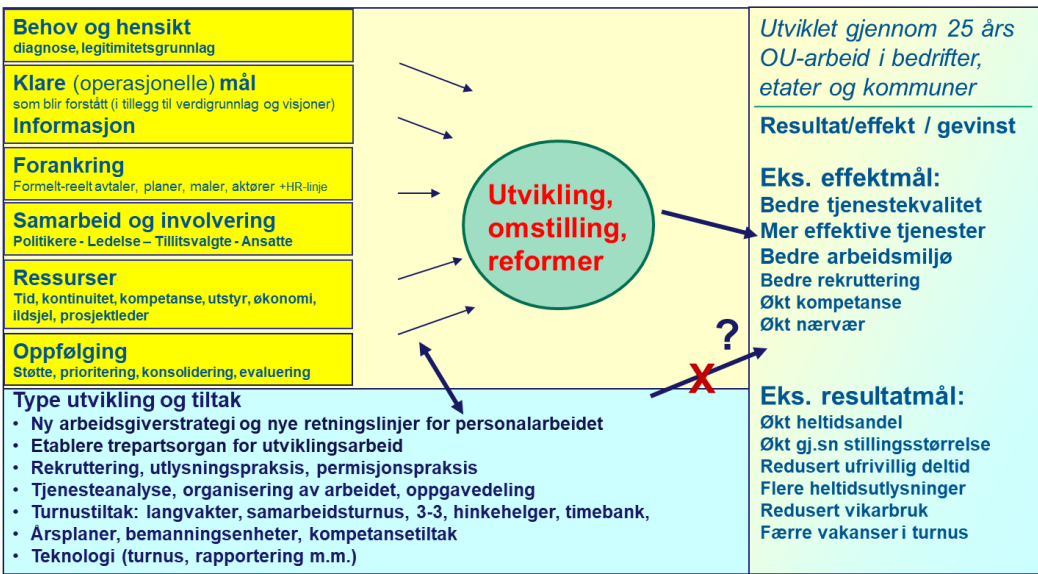 Behov og hensikt
diagnose, legitimitetsgrunnlag
Klare (operasjonelle) mål
som blir forstått (i tillegg til verdigrunnlag og visjoner)
Informasjon
Forankring
Formelt-reelt avtaler, planer, maler, aktører +HR-linje
Samarbeid og involvering
Politikere - Ledelse – Tillitsvalgte - Ansatte
Ressurser
Tid, kontinuitet, kompetanse, utstyr, økonomi,
ildsjel, prosjektleder
Oppfølging
Støtte, prioritering, konsolidering, evaluering
Utvikling,
omstilling,
reformer
?
X
Type utvikling og tiltak
• Ny arbeidsgiverstrategi og nye retningslinjer for personalarbeidet
• Etablere trepartsorgan for utviklingsarbeid
• Rekruttering, utlysningspraksis, permisjonspraksis
• Tjenesteanalyse, organisering av arbeidet, oppgavedeling
• Turnustiltak: langvakter, samarbeidsturnus, 3-3, hinkehelger, timebank,
• Årsplaner, bemanningsenheter, kompetansetiltak
• Teknologi (turnus, rapportering m.m.)
Utviklet gjennom 25 års
OU-arbeid i bedrifter,
etater og kommuner
Resultat/effekt / gevinst
Eks. effektmål:
Bedre tjenestekvalitet
Mer effektive tjenester
Bedre arbeidsmiljø
Bedre rekruttering
Økt kompetanse
Økt nærvær
Eks. resultatmål:
Økt heltidsandel
Økt gj.sn stillingsstørrelse
Redusert ufrivillig deltid
Flere heltidsutlysninger
Redusert vikarbruk
Færre vakanser i turnus